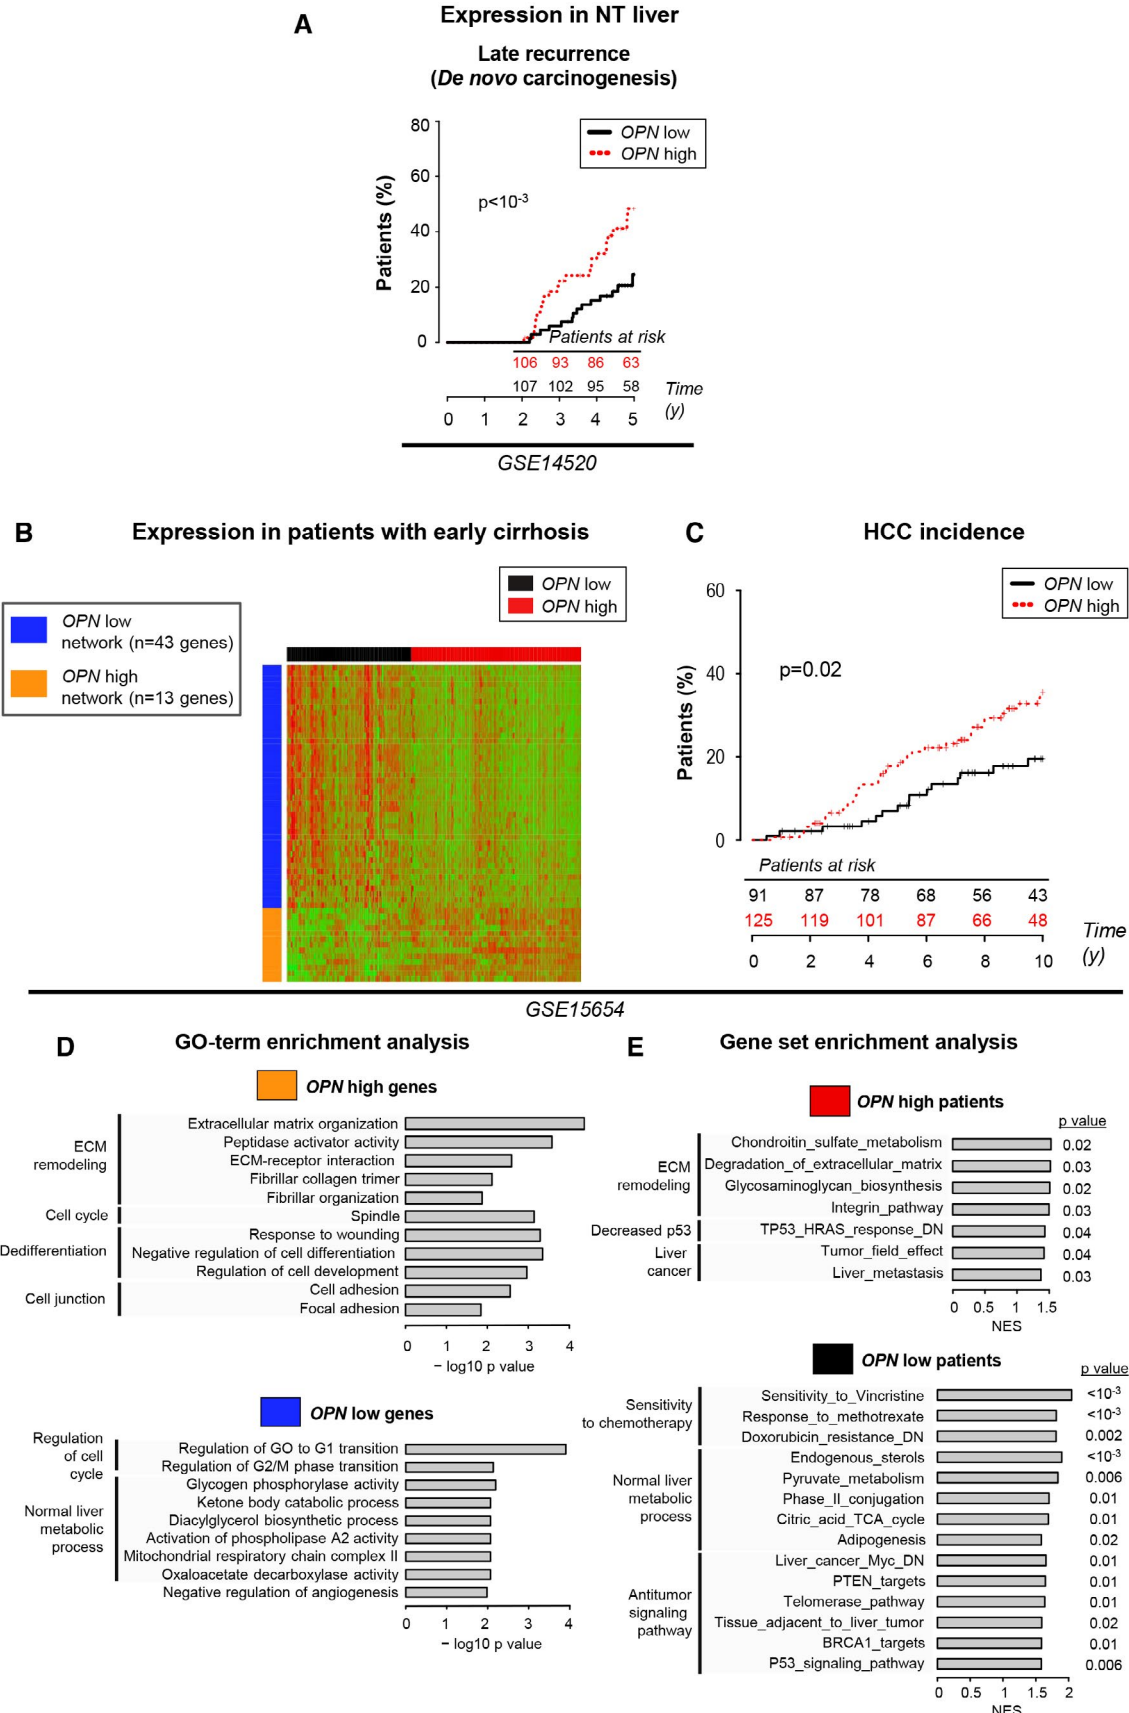 A
Expression in NT liver
Late recurrence
(De novo carcinogenesis)
80
60
40
20
0
Patients (%)
OPN low
OPN high
p<10-3
Patients at risk
106 93 86 63
107 102 95 58
Time
(y)
0 1 2 3 4 5
GSE14520
B
Expression in patients with early cirrhosis
OPN low
OPN high
OPN low
network (n=43 genes)
OPN high
network (n=13 genes)
C
HCC incidence
OPN low
OPN high
60
40
20
0
Patients (%)
p=0.02
Patients at risk
91 87 78 68 56 43
125 119 101 87 66 48
Time
(y)
0 2 4 6 8 10
GSE15654
D
GO-term enrichment analysis
OPN high genes
ECM
remodeling
Extracellular matrix organization
Peptidase activator activity
ECM-receptor interaction
Fibrillar collagen trimer
Fibrillar organization
Cell cycle
Spindle
Dedifferentiation
Response to wounding
Negative regulation of cell differentiation
Regulation of cell development
Cell junction
Cell adhesion
Focal adhesion
0 1 2 3 4
− log10 p value
OPN low genes
Regulation
of cell
cycle
Regulation of GO to G1 transition
Regulation of G2/M phase transition
Normal liver
metabolic
process
Glycogen phosphorylase activity
Ketone body catabolic process
Diacylglycerol biosynthetic process
Activation of phospholipase A2 activity
Mitochondrial respiratory chain complex II
Oxaloacetate decarboxylase activity
Negative regulation of angiogenesis
0 1 2 3 4
− log10 p value
E
Gene set enrichment analysis
OPN high patients
p value
ECM
remodeling
Chondroitin_sulfate_metabolism 0.02
Degradation_of_extracellular_matrix 0.03
Glycosaminoglycan_biosynthesis 0.02
Integrin_pathway 0.03
Decreased p53
TP53_HRAS_response_DN 0.04
Liver
cancer
Tumor_field_effect 0.04
Liver_metastasis 0.03
0 0.5 1 1.5
NES
OPN low patients
p value
Sensitivity
to chemotherapy
Sensitivity_to_Vincristine <10-3
Response_to_methotrexate <10-3
Doxorubicin_resistance_DN 0.002
Normal liver
metabolic
process
Endogenous_sterols <10-3
Pyruvate_metabolism 0.006
Phase_II_conjugation 0.01
Citric_acid_TCA_cycle 0.01
Adipogenesis 0.02
Antitumor
signaling
pathway
Liver_cancer_Myc_DN 0.01
PTEN_targets 0.01
Telomerase_pathway 0.01
Tissue_adjacent_to_liver_tumor 0.02
BRCA1_targets 0.01
P53_signaling_pathway 0.006
0 0.5 1 1.5 2
NES